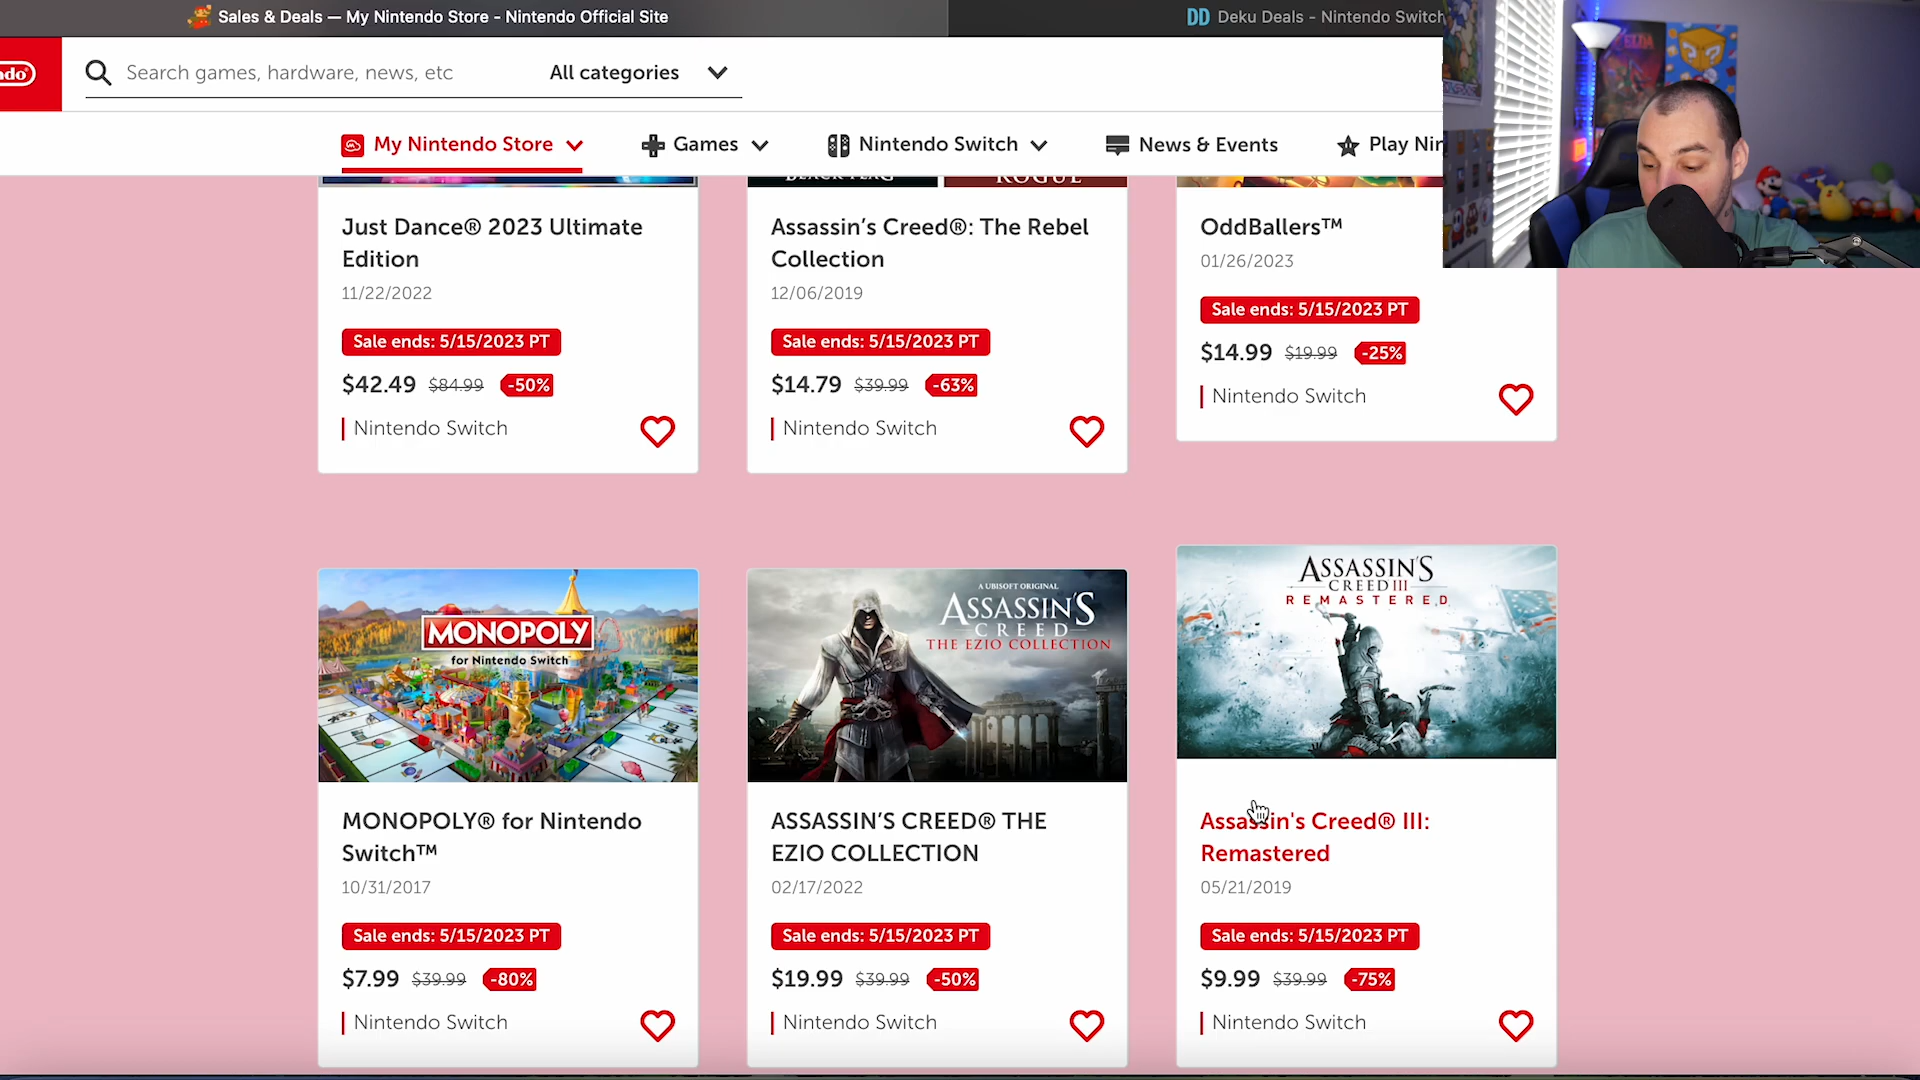 Sales & Deals — My Nintendo Store - Nintendo Official Site
DD Deku Deals - Nintendo Switch
Search games, hardware, news, etc
All categories
My Nintendo Store
Games
Nintendo Switch
News & Events
Play Nin
ROGUE
Just Dance® 2023 Ultimate
Edition
11/22/2022
Sale ends: 5/15/2023 PT
$42.49 $84.99 -50%
Nintendo Switch
Assassin’s Creed®: The Rebel
Collection
12/06/2019
Sale ends: 5/15/2023 PT
$14.79 $39.99 -63%
Nintendo Switch
OddBallers™
01/26/2023
Sale ends: 5/15/2023 PT
$14.99 $19.99 -25%
Nintendo Switch
MONOPOLY
for Nintendo Switch
MONOPOLY® for Nintendo
Switch™
10/31/2017
Sale ends: 5/15/2023 PT
$7.99 $39.99 -80%
Nintendo Switch
A UBISOFT ORIGINAL
ASSASSIN'S
CREED
THE EZIO COLLECTION
ASSASSIN’S CREED® THE
EZIO COLLECTION
02/17/2022
Sale ends: 5/15/2023 PT
$19.99 $39.99 -50%
Nintendo Switch
ASSASSIN'S
CREED III
REMASTERED
Assassin's Creed® III:
Remastered
05/21/2019
Sale ends: 5/15/2023 PT
$9.99 $39.99 -75%
Nintendo Switch